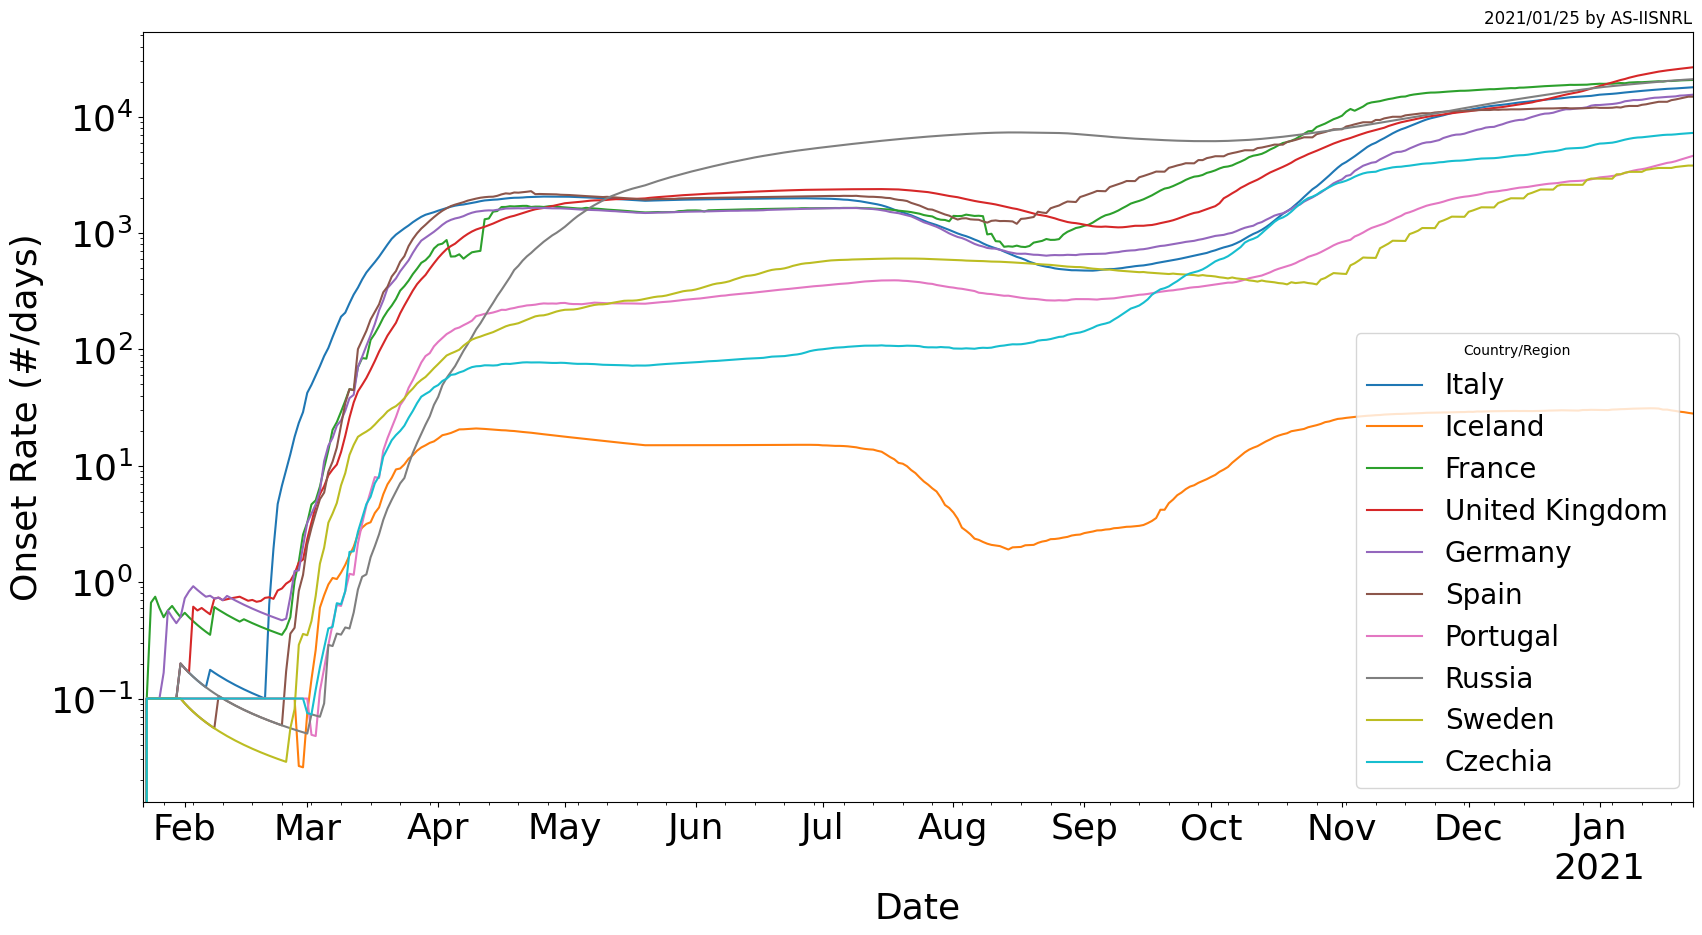 2021/01/25 by AS-IISNRL
Onset Rate (#/days)
10^4
10^3
10^2
10^1
10^0
10^−1
Country/Region
Italy
Iceland
France
United Kingdom
Germany
Spain
Portugal
Russia
Sweden
Czechia
Feb Mar Apr May Jun Jul Aug Sep Oct Nov Dec Jan
2021
Date